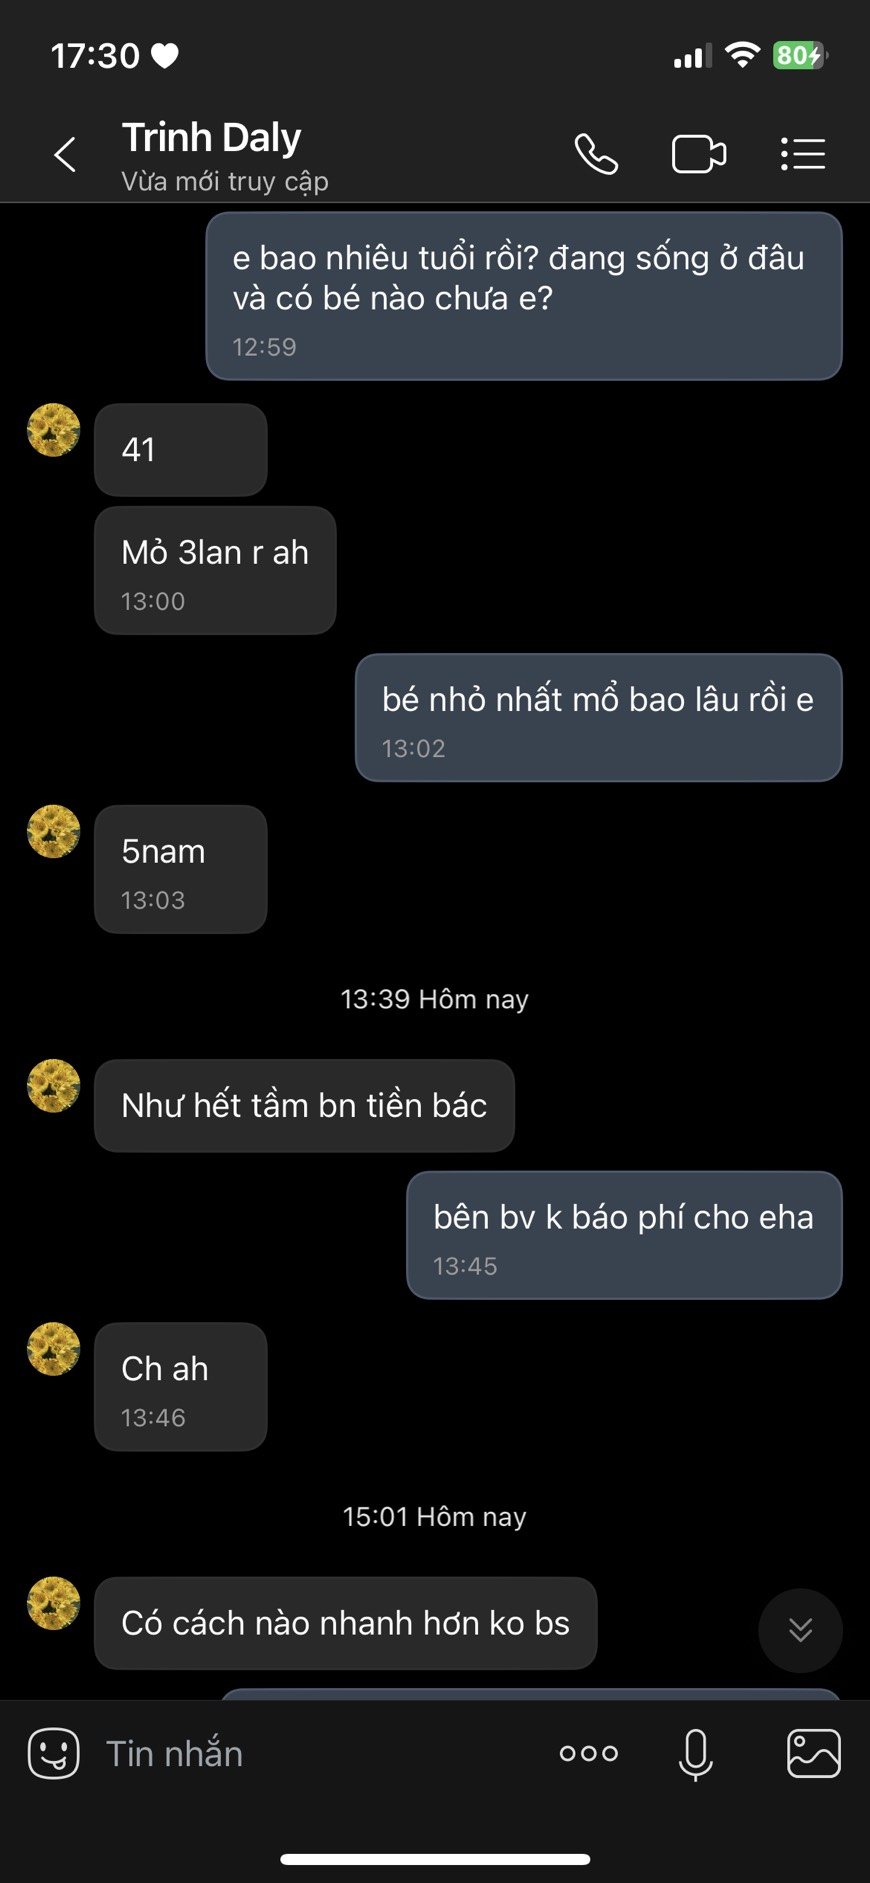 17:30
80
Trinh Daly
Vừa mới truy cập
e bao nhiêu tuổi rồi? đang sống ở đâu
và có bé nào chưa e?
12:59
41
Mỏ 3lan r ah
13:00
bé nhỏ nhất mổ bao lâu rồi e
13:02
5nam
13:03
13:39 Hôm nay
Như hết tầm bn tiền bác
bên bv k báo phí cho eha
13:45
Ch ah
13:46
15:01 Hôm nay
Có cách nào nhanh hơn ko bs
Tin nhắn